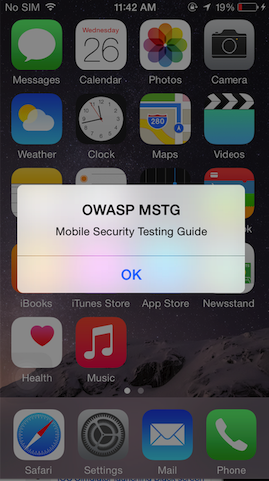 No SIM 11:42 AM 19%
WEDNESDAY
26
Messages Calendar Photos Camera
280
Weather Clock Maps Videos
OWASP MSTG
Mobile Security Testing Guide
OK
iBooks iTunes Store App Store Newsstand
Health Music
Safari Settings Mail Phone